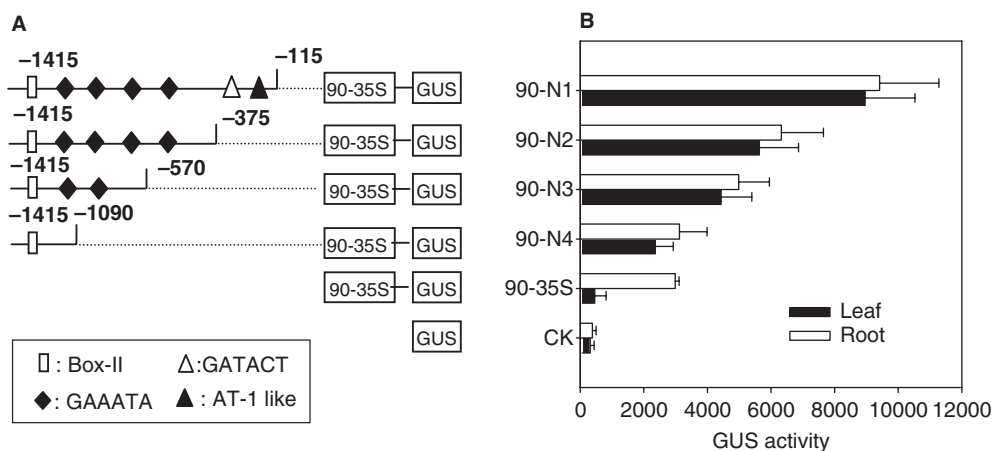 A
−1415
−115
90-35S
GUS
−1415
−375
90-35S
GUS
−1415
−570
90-35S
GUS
−1415
−1090
90-35S
GUS
90-35S
GUS
GUS
: Box-II
:GATACT
: GAAATA
: AT-1 like
B
90-N1
90-N2
90-N3
90-N4
90-35S
CK
Leaf
Root
0 2000 4000 6000 8000 10000 12000
GUS activity